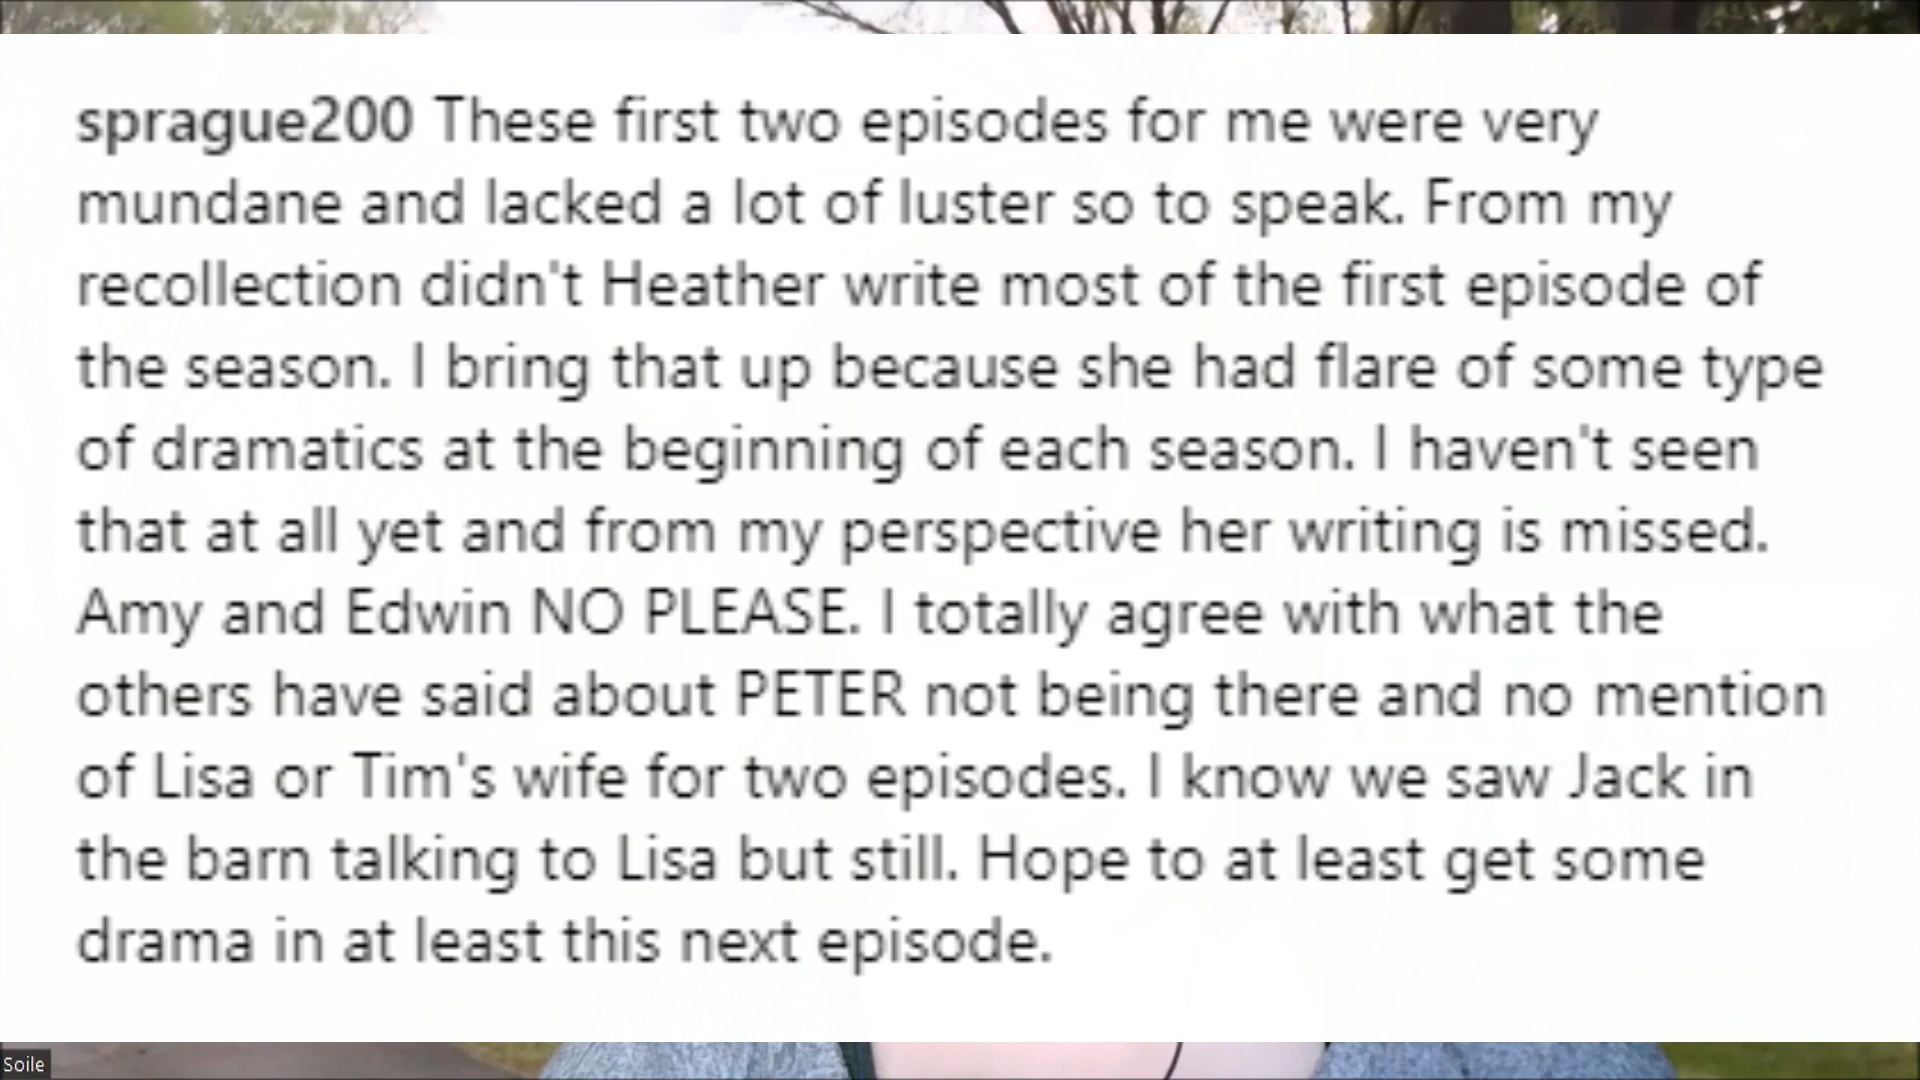 sprague200 These first two episodes for me were very
mundane and lacked a lot of luster so to speak. From my
recollection didn't Heather write most of the first episode of
the season. I bring that up because she had flare of some type
of dramatics at the beginning of each season. I haven't seen
that at all yet and from my perspective her writing is missed.
Amy and Edwin NO PLEASE. I totally agree with what the
others have said about PETER not being there and no mention
of Lisa or Tim's wife for two episodes. I know we saw Jack in
the barn talking to Lisa but still. Hope to at least get some
drama in at least this next episode.
Soile